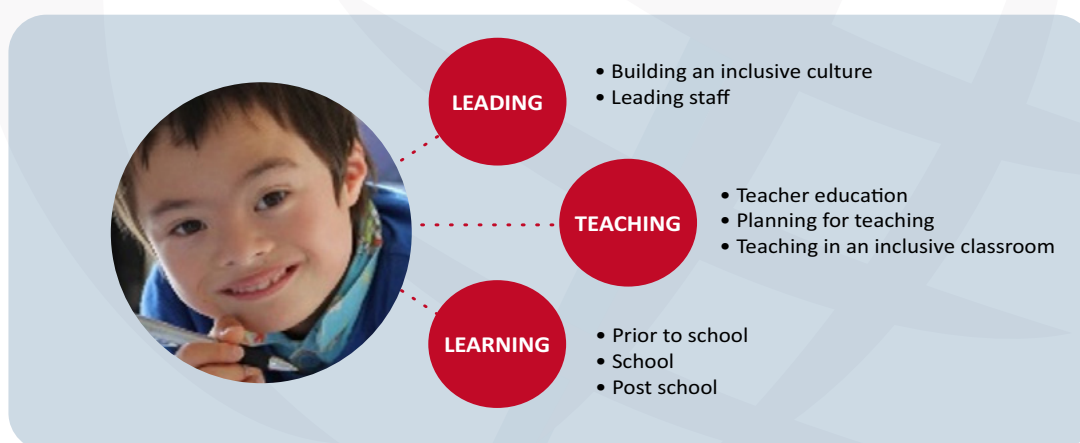 LEADING
• Building an inclusive culture
• Leading staff
TEACHING
• Teacher education
• Planning for teaching
• Teaching in an inclusive classroom
LEARNING
• Prior to school
• School
• Post school